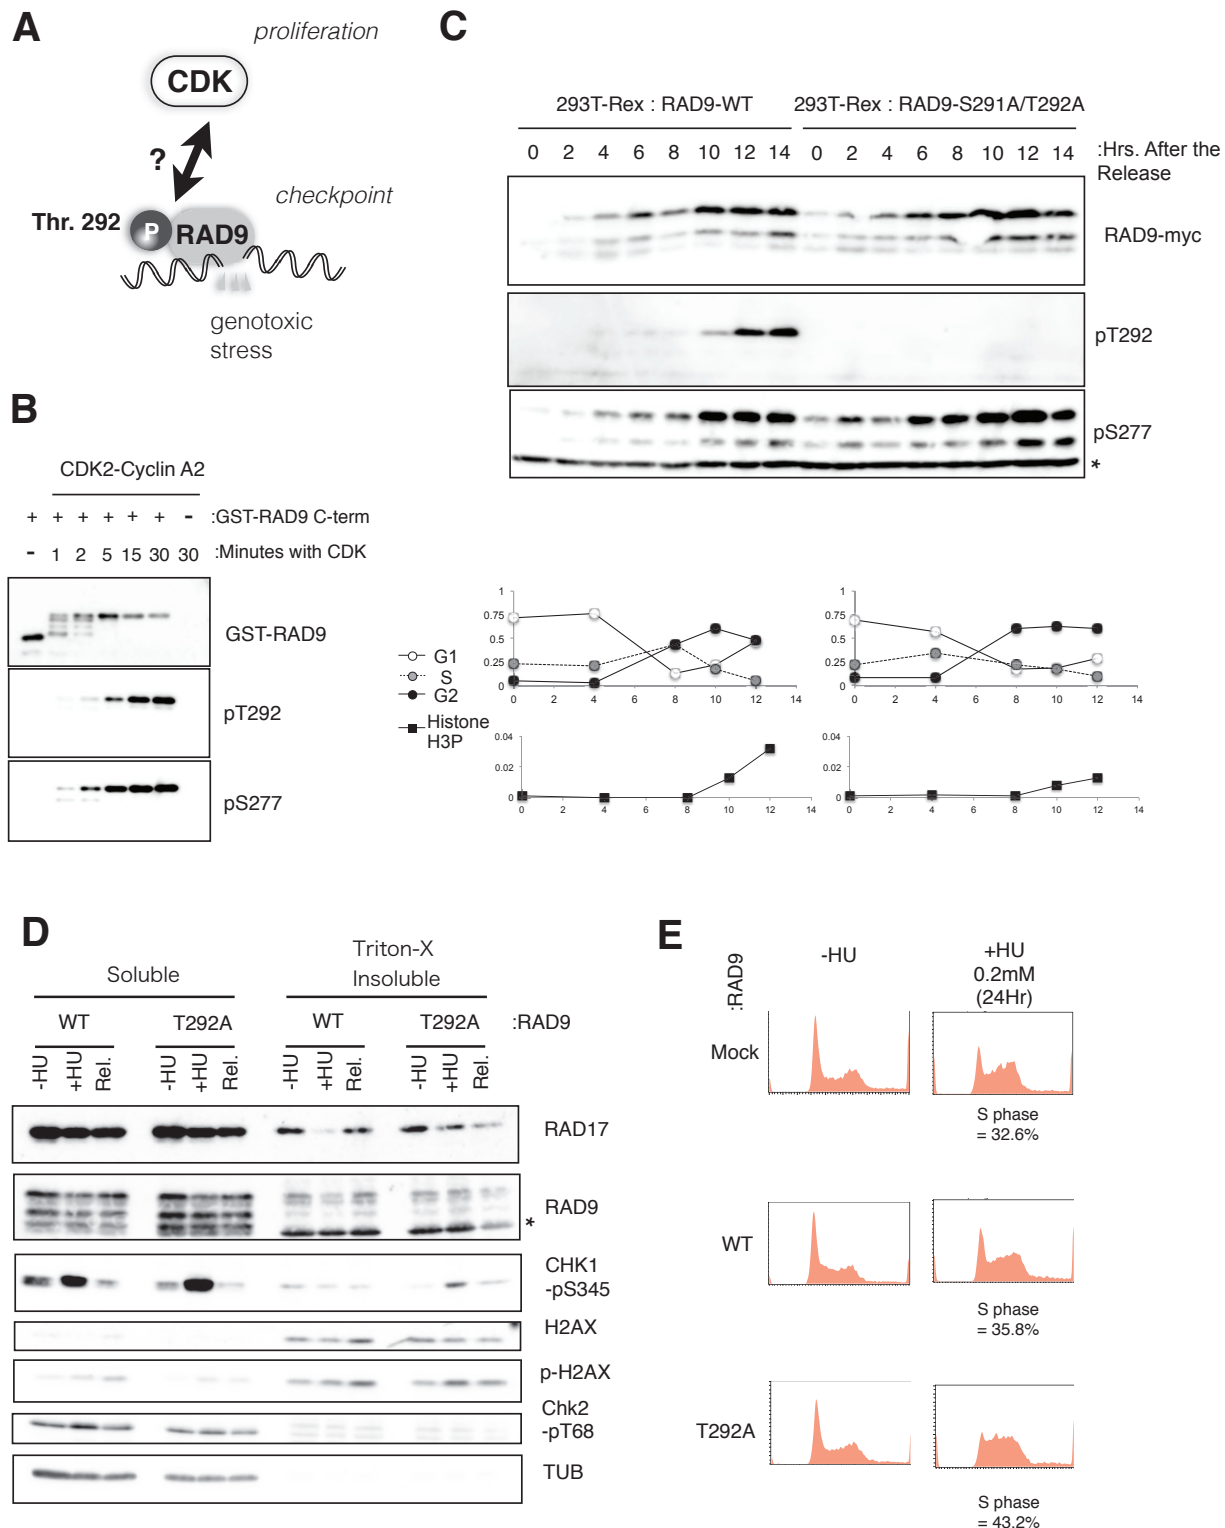 A
proliferation
CDK
?
checkpoint
Thr. 292
P
RAD9
genotoxic
stress
B
CDK2-Cyclin A2
+ + + + + + - :GST-RAD9 C-term
- 1 2 5 15 30 30 :Minutes with CDK
GST-RAD9
pT292
pS277
C
293T-Rex : RAD9-WT 293T-Rex : RAD9-S291A/T292A
0 2 4 6 8 10 12 14 0 2 4 6 8 10 12 14 :Hrs. After the
Release
RAD9-myc
pT292
pS277
*
G1
S
G2
Histone
H3P
1
0.75
0.5
0.25
0
0 2 4 6 8 10 12 14
1
0.75
0.5
0.25
0
0 2 4 6 8 10 12 14
0.04
0.02
0
0 2 4 6 8 10 12 14
0.04
0.02
0
0 2 4 6 8 10 12 14
D
Soluble
Triton-X
Insoluble
WT T292A WT T292A :RAD9
-HU +HU Rel. -HU +HU Rel. -HU +HU Rel. -HU +HU Rel.
RAD17
RAD9
*
CHK1
-pS345
H2AX
p-H2AX
Chk2
-pT68
TUB
E
:RAD9
-HU
+HU
0.2mM
(24Hr)
Mock
S phase
= 32.6%
WT
S phase
= 35.8%
T292A
S phase
= 43.2%